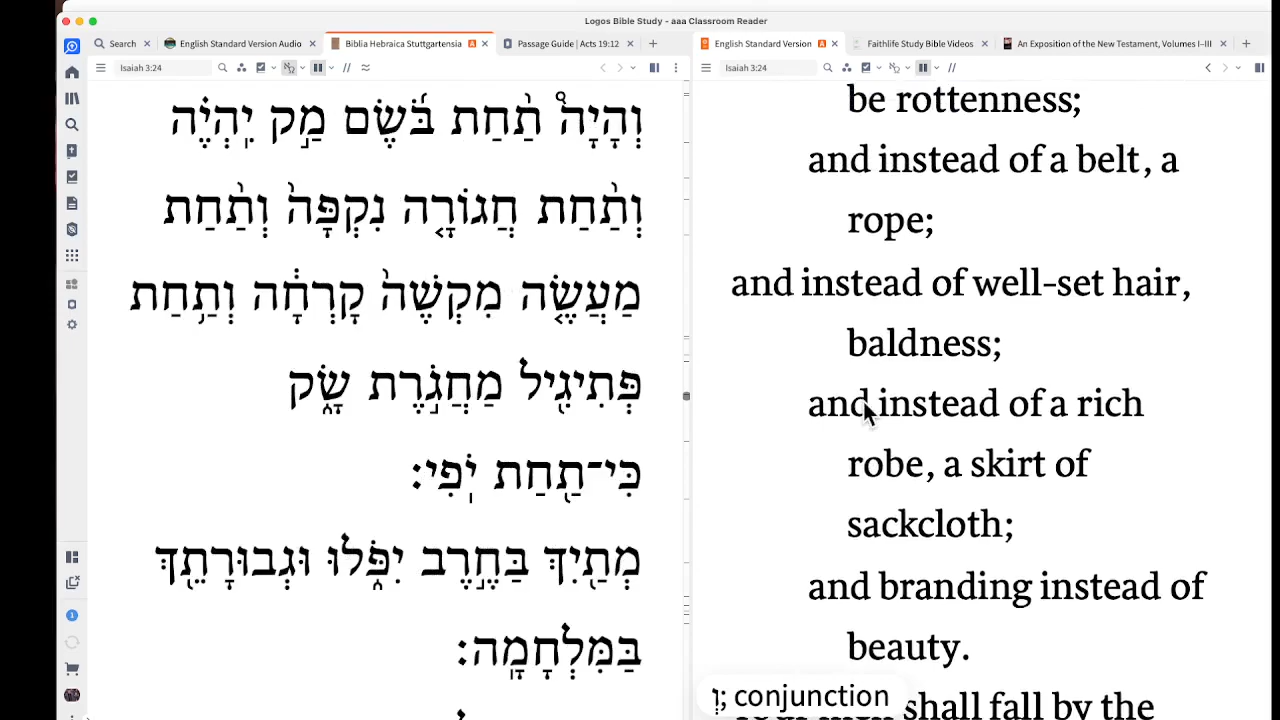 Logos Bible Study - aaa Classroom Reader
Search
English Standard Version Audio
Biblia Hebraica Stuttgartensia A
Passage Guide | Acts 19:12
English Standard Version A
Faithlife Study Bible Videos
An Exposition of the New Testament, Volumes I–III
Isaiah 3:24
Isaiah 3:24
וְהָיָה֩ תַ֨חַת בֹּ֜שֶׂם מַ֣ק יִֽהְיֶ֗ה
וְתַ֨חַת חֲגוֹרָ֤ה נִקְפָּה֙ וְתַ֨חַת
מַעֲשֶׂ֤ה מִקְשֶׁה֙ קָרְחָ֔ה וְתַ֥חַת
פְּתִיגִ֖יל מַחֲגֹ֣רֶת שָׂ֑ק
כִּי־תַ֖חַת יֹֽפִי׃
מְתַ֖יִךְ בַּחֶ֣רֶב יִפֹּ֑לוּ וּגְבוּרָתֵ֖ךְ
בַּמִּלְחָמָֽה׃
be rottenness;
and instead of a belt, a
rope;
and instead of well-set hair,
baldness;
and instead of a rich
robe, a skirt of
sackcloth;
and branding instead of
beauty.
shall fall by the
וְ; conjunction